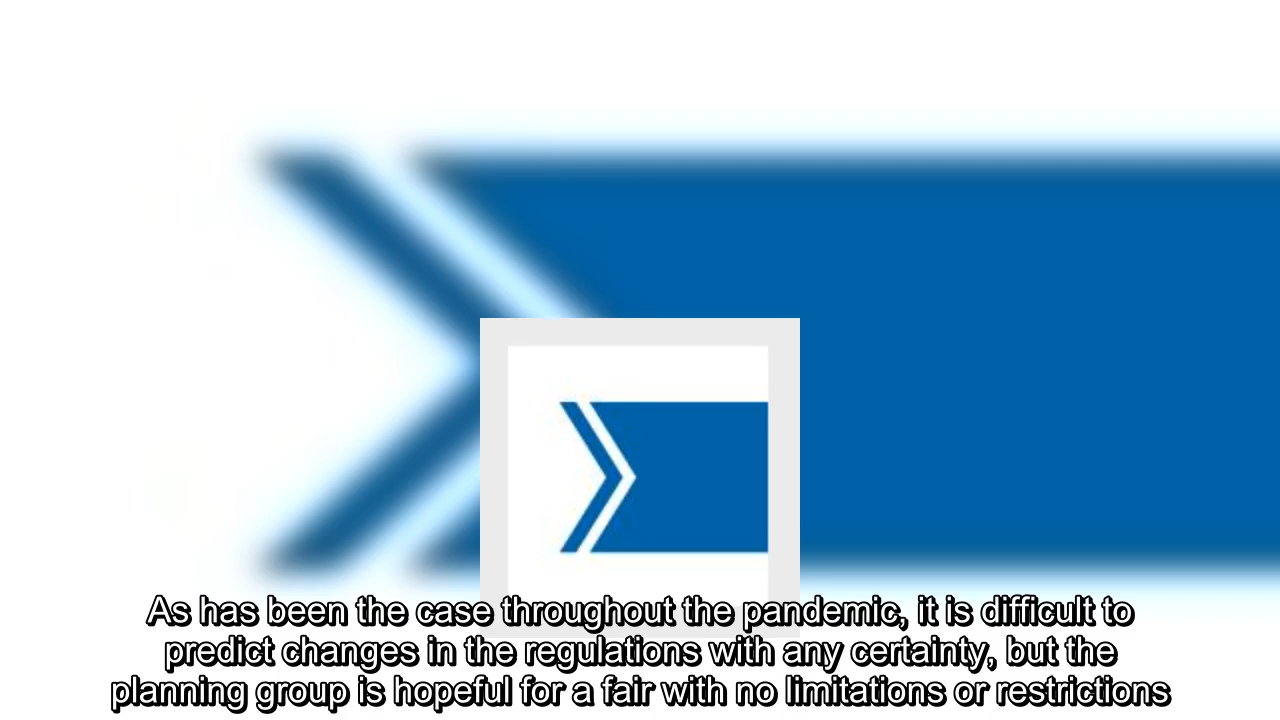 As has been the case throughout the pandemic, it is difficult to
predict changes in the regulations with any certainty, but the
planning group is hopeful for a fair with no limitations or restrictions